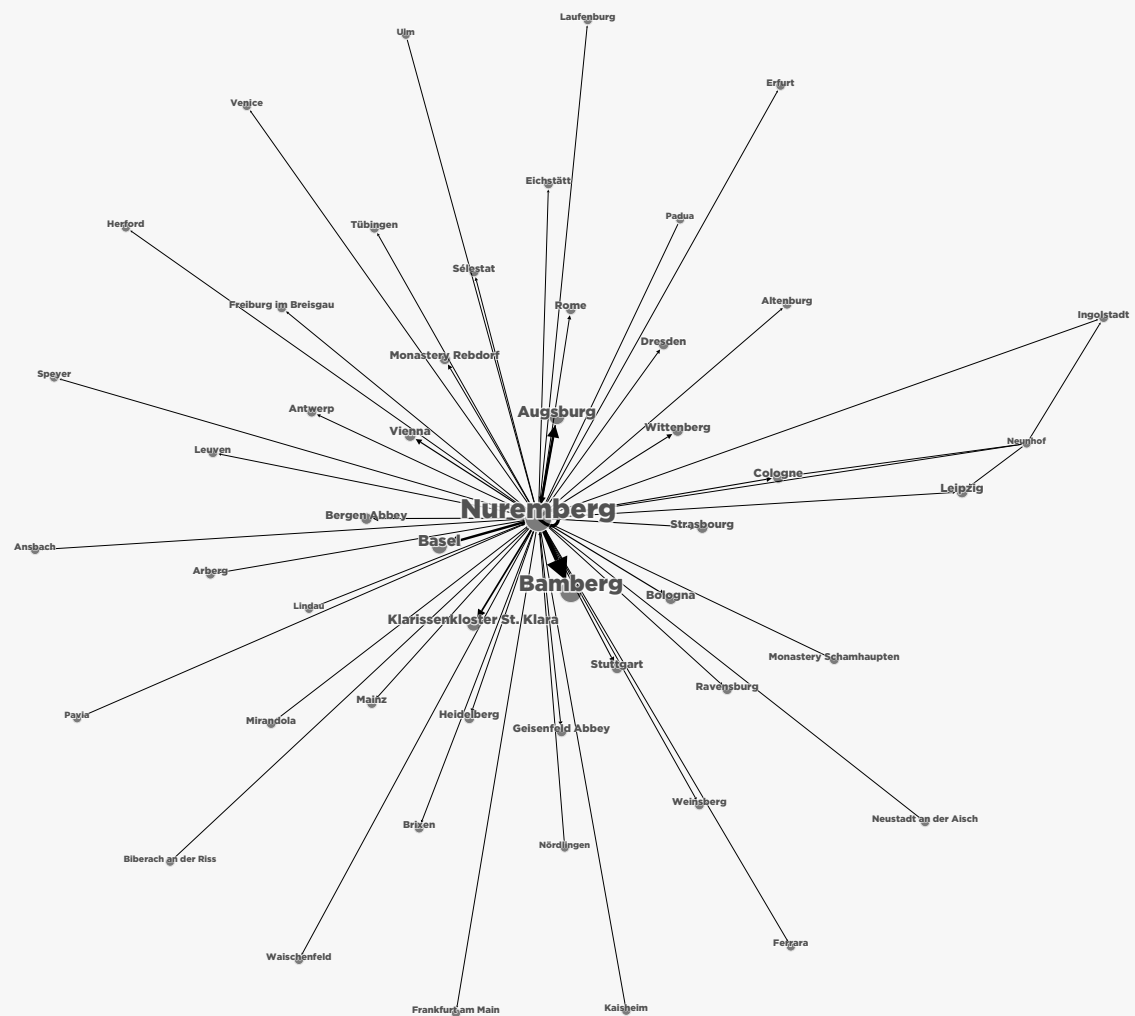 Laufenburg
Ulm
Erfurt
Venice
Eichstätt
Padua
Herford
Tübingen
Sélestat
Altenburg
Freiburg im Breisgau
Rome
Ingolstadt
Dresden
Monastery Rebdorf
Speyer
Antwerp
Augsburg
Wittenberg
Vienna
Neunhof
Leuven
Cologne
Leipzig
Nuremberg
Bergen Abbey
Strasbourg
Basel
Ansbach
Arberg
Bamberg
Bologna
Lindau
Klarissenkloster St. Klara
Monastery Schamhaupten
Stuttgart
Ravensburg
Mainz
Pavia
Heidelberg
Mirandola
Geisenfeld Abbey
Weinsberg
Neustadt an der Aisch
Brixen
Nördlingen
Biberach an der Riss
Ferrara
Waischenfeld
Kaisheim
Frankfurt am Main